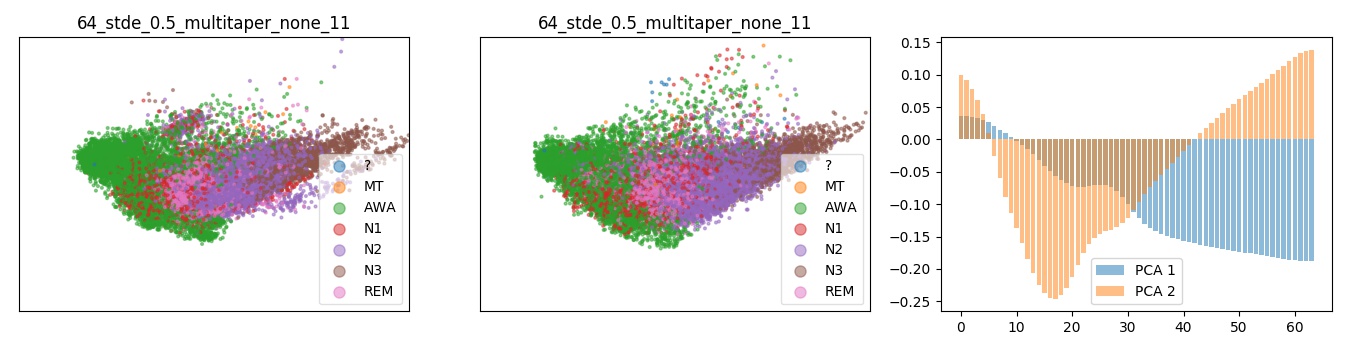 64_stde_0.5_multitaper_none_11
?
MT
AWA
N1
N2
N3
REM
64_stde_0.5_multitaper_none_11
?
MT
AWA
N1
N2
N3
REM
0.15
0.10
0.05
0.00
−0.05
−0.10
−0.15
−0.20
−0.25
PCA 1
PCA 2
0 10 20 30 40 50 60